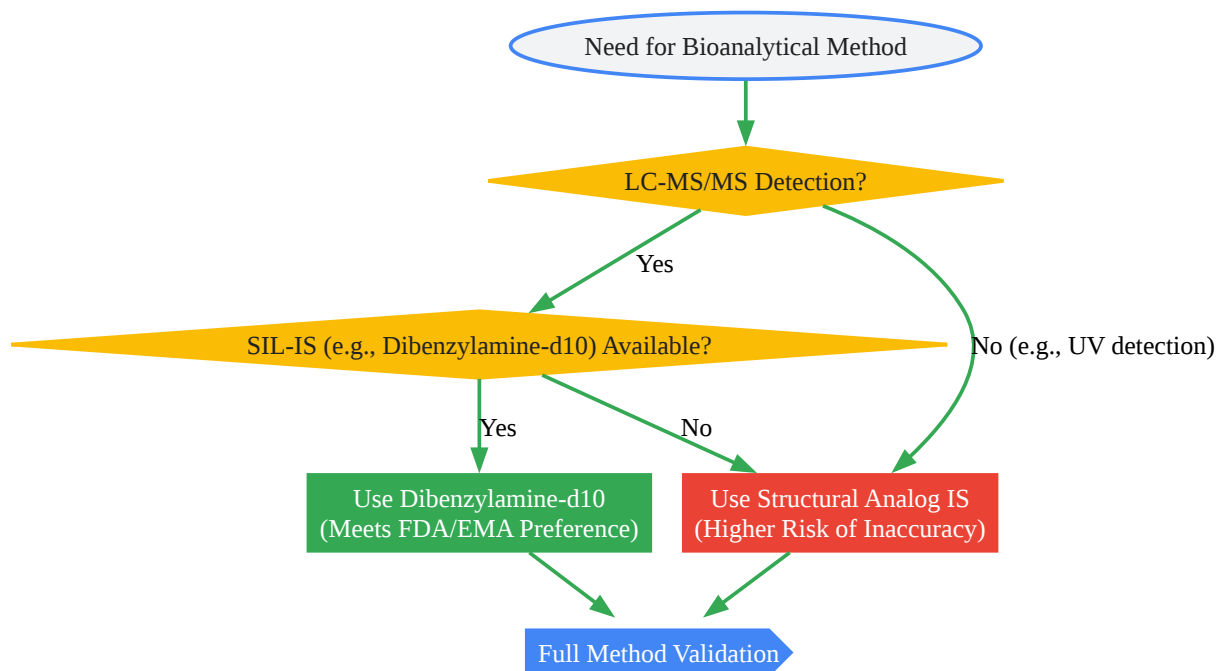 Need for Bioanalytical Method
LC-MS/MS Detection?
Yes
SIL-IS (e.g., Dibenzylamine-d10) Available?
No (e.g., UV detection)
Yes
No
Use Dibenzylamine-d10
(Meets FDA/EMA Preference)
Use Structural Analog IS
(Higher Risk of Inaccuracy)
Full Method Validation